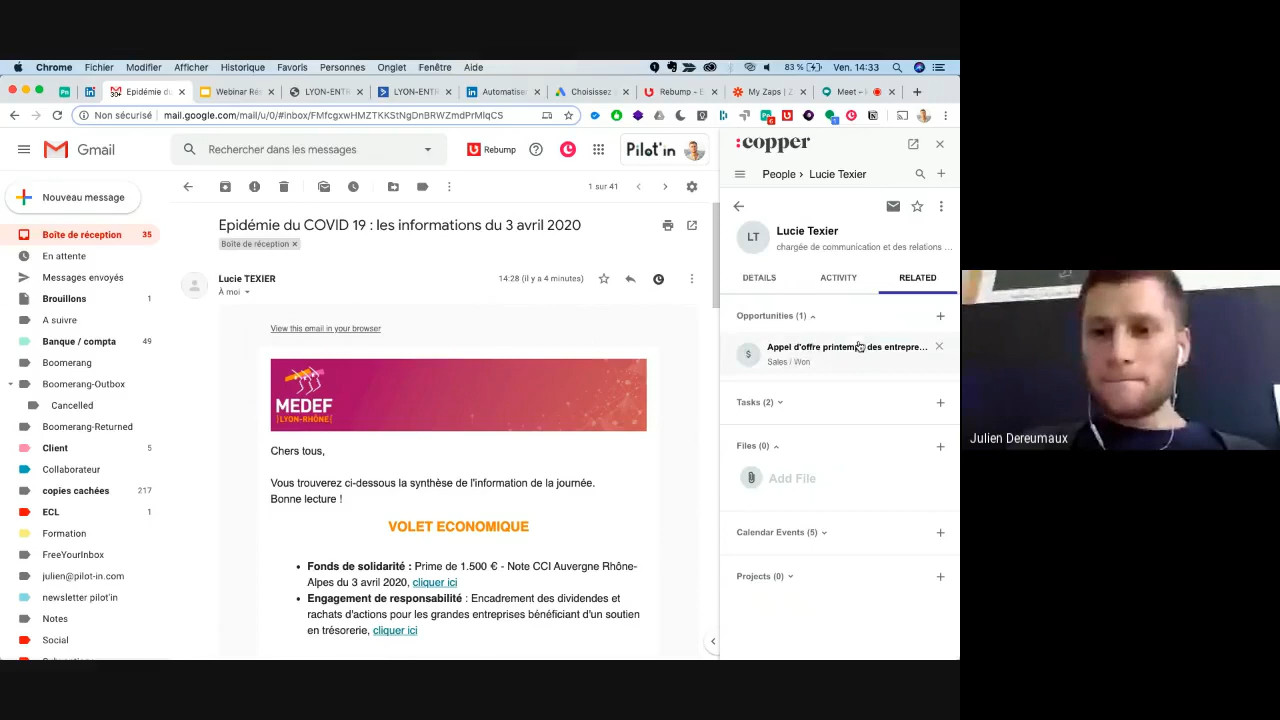 Chrome Fichier Modifier Afficher Historique Favoris Personnes Onglet Fenêtre Aide 83 % Ven. 14:33
Epidémie du Webinar Ré LYON-ENTR LYON-ENTR Automatise Choisissez Rebump – E My Zaps | Z Meet –
Non sécurisé mail.google.com/mail/u/0/#inbox/FMfcgxwHMZTKKStNgDnBRWZmdPrMlqCS
Gmail
Rechercher dans les messages
Rebump
Pilot'in
:copper
People › Lucie Texier
Nouveau message
1 sur 41
Boîte de réception 35
En attente
Messages envoyés
Brouillons 1
A suivre
Banque / compta 49
Boomerang
Boomerang-Outbox
Cancelled
Boomerang-Returned
Client 5
Collaborateur
copies cachées 217
ECL 1
Formation
FreeYourInbox
julien@pilot-in.com
newsletter pilot'in
Notes
Social
Epidémie du COVID 19 : les informations du 3 avril 2020
Boîte de réception ×
Lucie TEXIER
14:28 (il y a 4 minutes)
À moi
View this email in your browser
MEDEF
LYON-RHÔNE
Chers tous,
Vous trouverez ci-dessous la synthèse de l'information de la journée.
Bonne lecture !
VOLET ECONOMIQUE
• Fonds de solidarité : Prime de 1.500 € - Note CCI Auvergne Rhône-
Alpes du 3 avril 2020, cliquer ici
• Engagement de responsabilité : Encadrement des dividendes et
rachats d'actions pour les grandes entreprises bénéficiant d'un soutien
en trésorerie, cliquer ici
LT
Lucie Texier
chargée de communication et des relations ...
DETAILS ACTIVITY RELATED
Opportunities (1)
$
Appel d'offre printemps des entrepre...
Sales / Won
Tasks (2)
Files (0)
Add File
Calendar Events (5)
Projects (0)
Julien Dereumaux